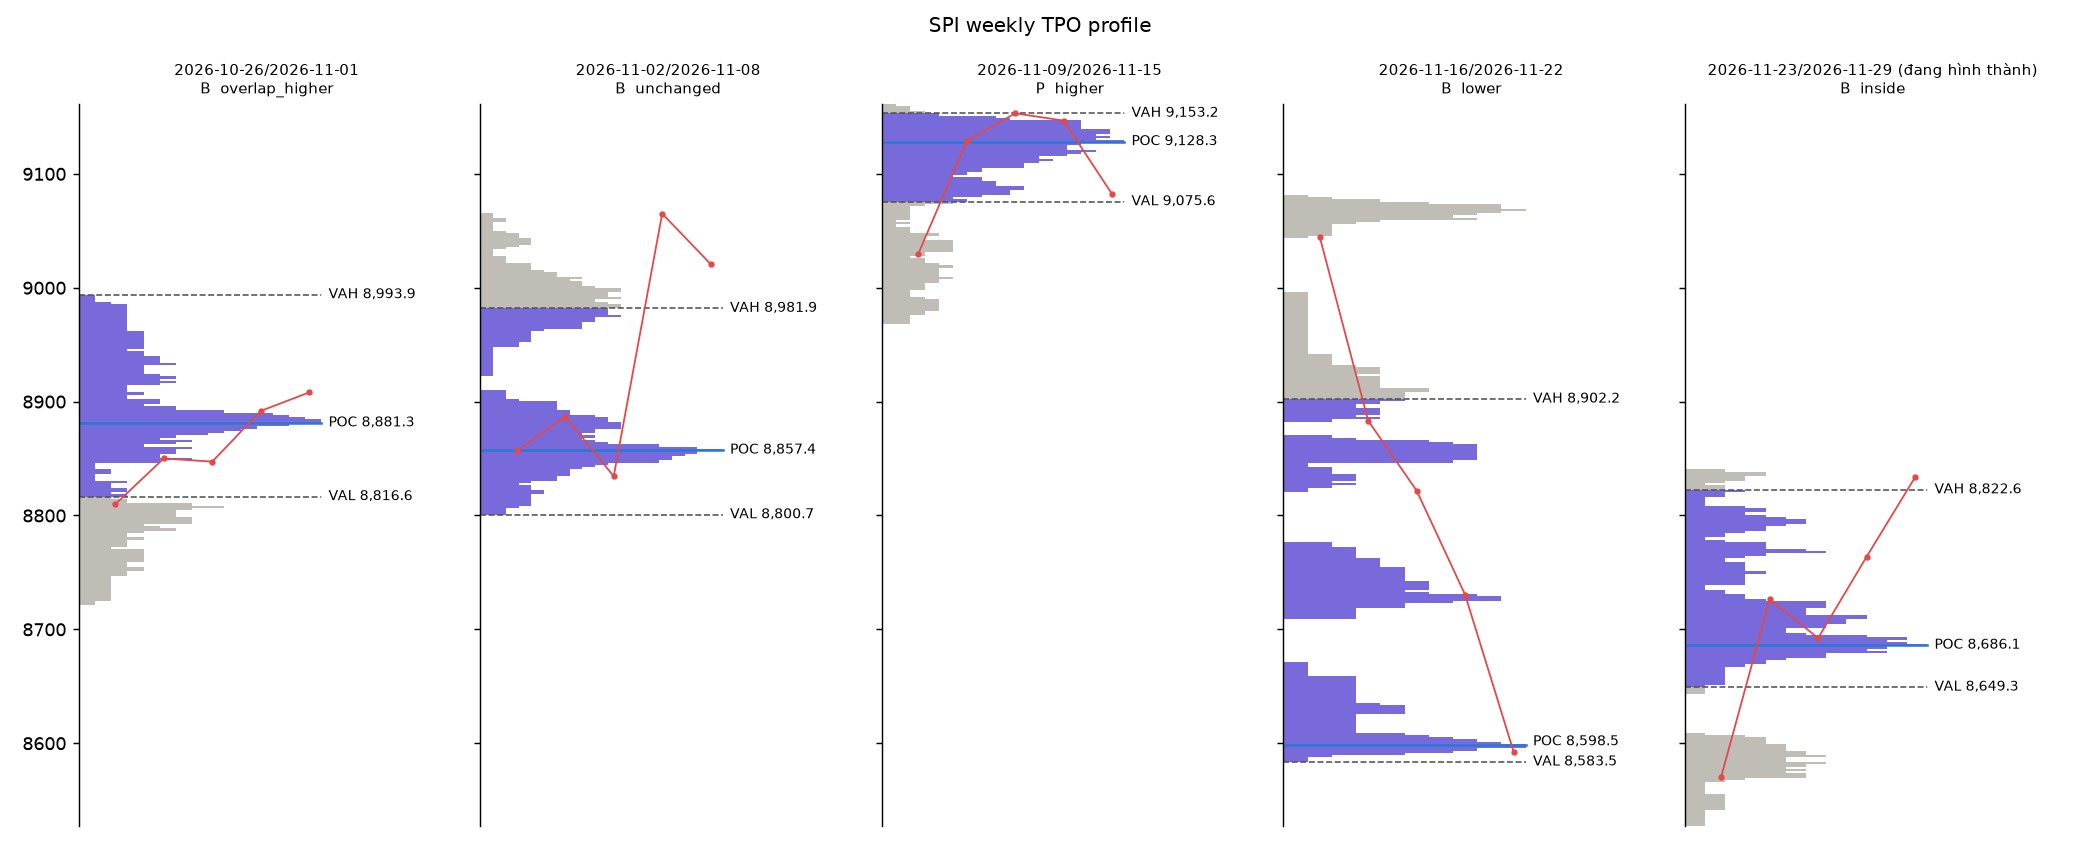 SPI weekly TPO profile
2026-10-26/2026-11-01
B  overlap_higher
2026-11-02/2026-11-08
B  unchanged
2026-11-09/2026-11-15
P  higher
2026-11-16/2026-11-22
B  lower
2026-11-23/2026-11-29 (đang hình thành)
B  inside
9100
9000
8900
8800
8700
8600
VAH 8,993.9
POC 8,881.3
VAL 8,816.6
VAH 8,981.9
POC 8,857.4
VAL 8,800.7
VAH 9,153.2
POC 9,128.3
VAL 9,075.6
VAH 8,902.2
POC 8,598.5
VAL 8,583.5
VAH 8,822.6
POC 8,686.1
VAL 8,649.3